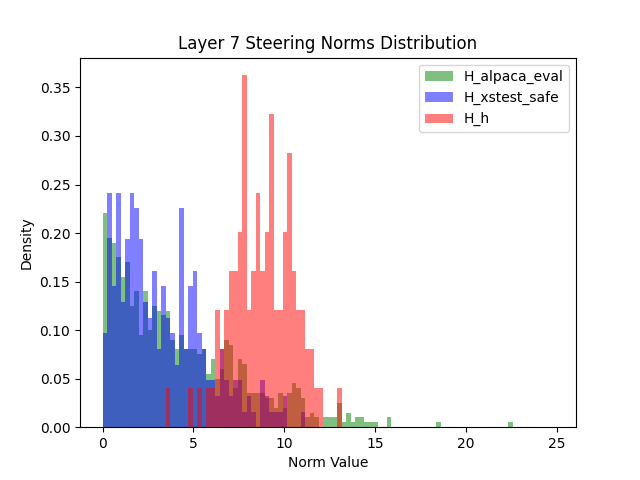 Layer 7 Steering Norms Distribution
H_alpaca_eval
H_xstest_safe
H_h
0.35
0.30
0.25
0.20
0.15
0.10
0.05
0.00
Density
0 5 10 15 20 25
Norm Value